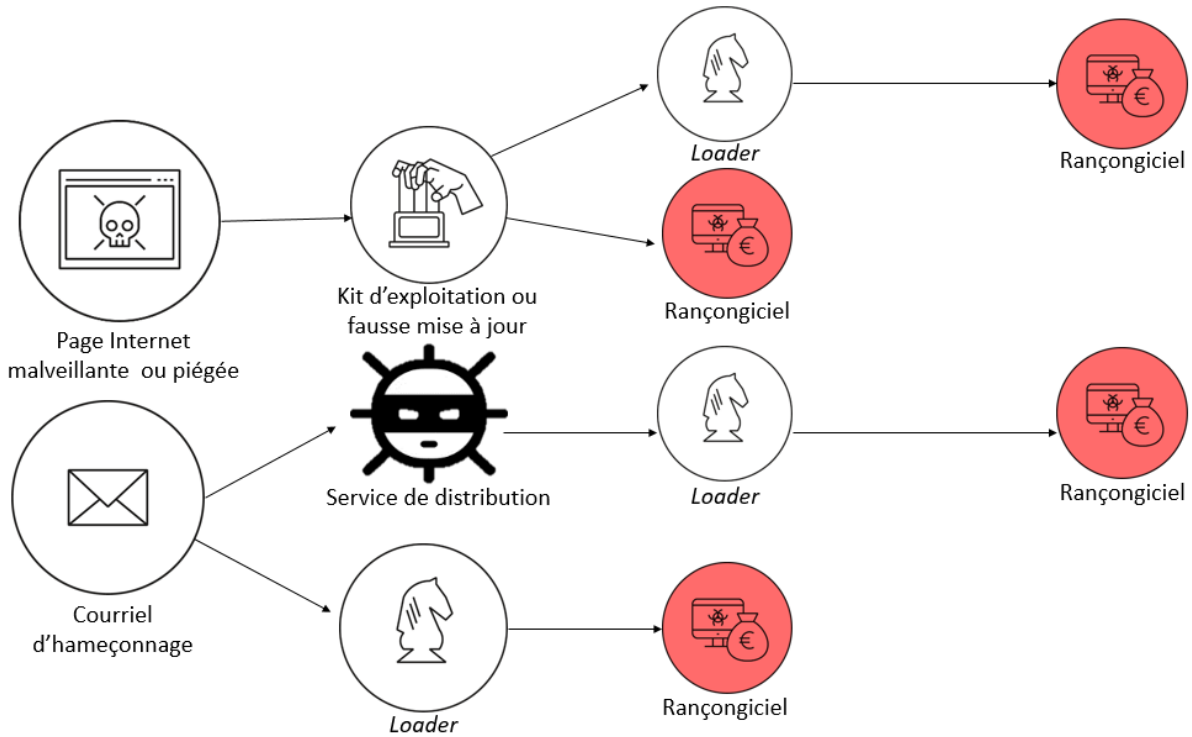 Loader
Rançongiciel
Page Internet
malveillante ou piégée
Kit d’exploitation ou
fausse mise à jour
Rançongiciel
Service de distribution
Loader
Rançongiciel
Courriel
d’hameçonnage
Loader
Rançongiciel